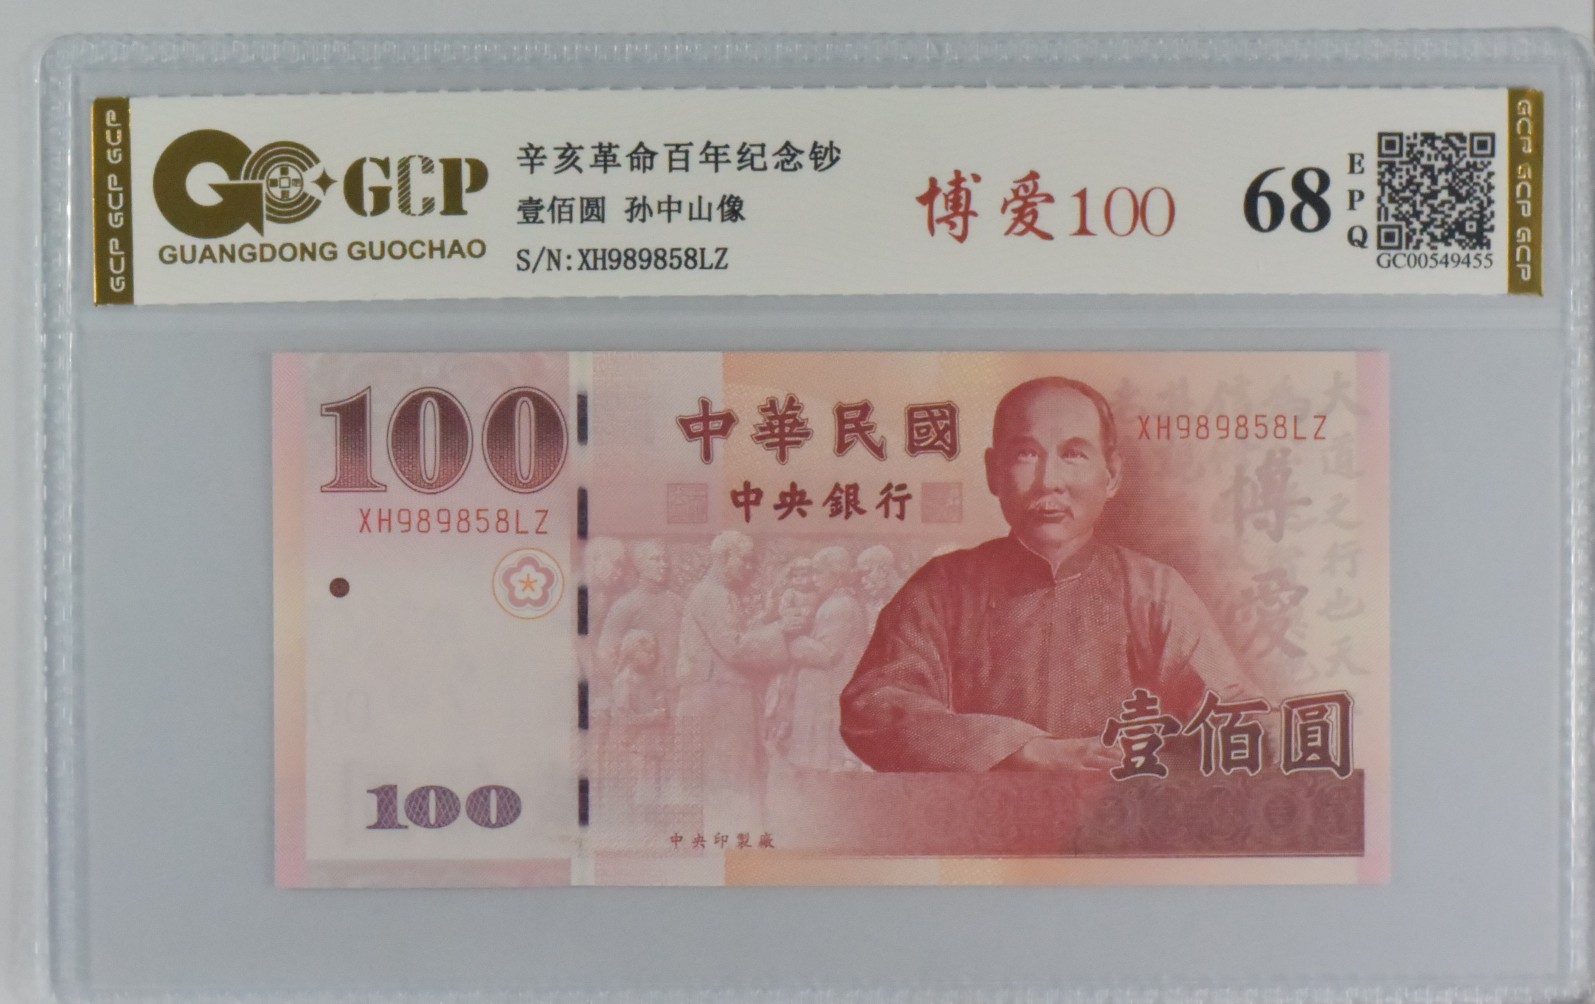 GCP GCP GCP
GCP
GUANGDONG GUOCHAO
辛亥革命百年纪念钞
壹佰圆 孙中山像
S/N:XH989858LZ
博爱100
68
EPQ
GC00549455
GCP GCP GCP
100
中華民國
中央銀行
XH989858LZ
XH989858LZ
大道之行也天
博愛
壹佰圓
100
中央印製廠